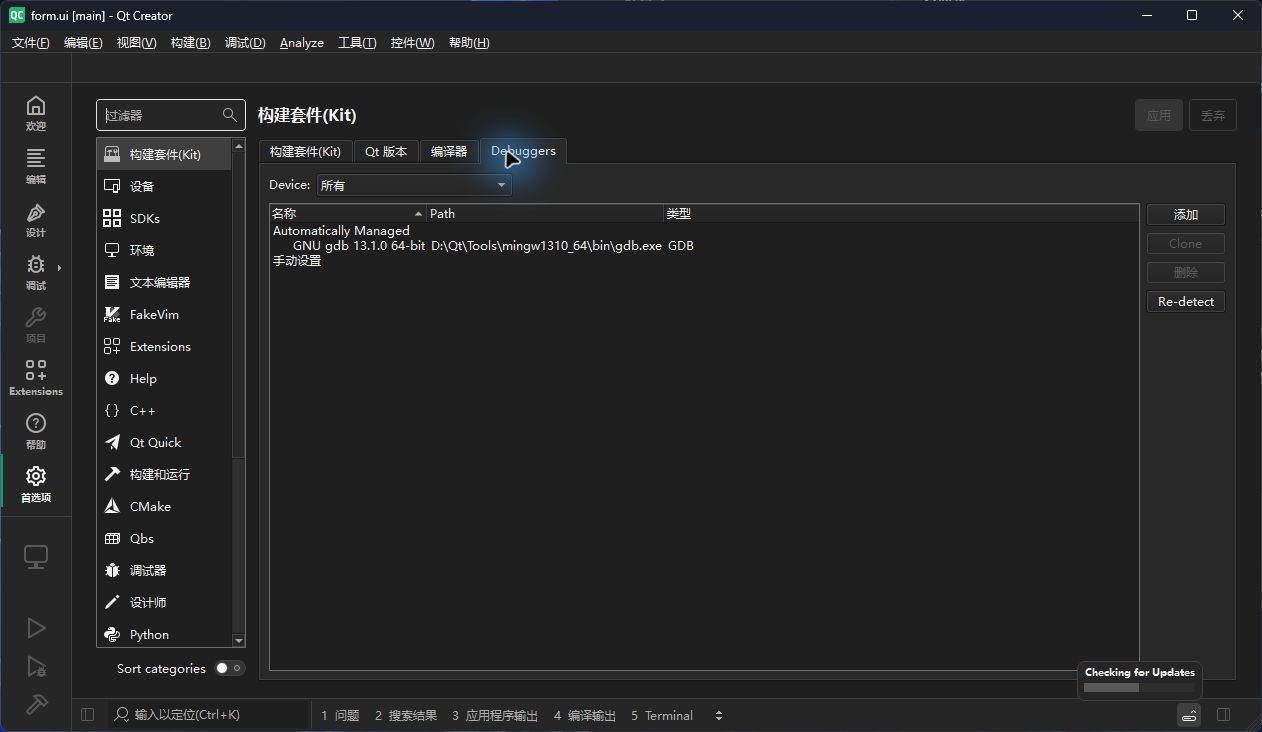 QC form.ui [main] - Qt Creator
文件(F) 编辑(E) 视图(V) 构建(B) 调试(D) Analyze 工具(T) 控件(W) 帮助(H)
欢迎
编辑
设计
调试
项目
Extensions
帮助
首选项
过滤器
构建套件(Kit)
设备
SDKs
环境
文本编辑器
FakeVim
Extensions
Help
C++
Qt Quick
构建和运行
CMake
Qbs
调试器
设计师
Python
Sort categories
构建套件(Kit)
应用 丢弃
构建套件(Kit) Qt 版本 编译器 Debuggers
Device: 所有
名称 Path 类型
Automatically Managed
GNU gdb 13.1.0 64-bit D:\Qt\Tools\mingw1310_64\bin\gdb.exe GDB
手动设置
添加
Clone
删除
Re-detect
Checking for Updates
输入以定位(Ctrl+K) 1 问题 2 搜索结果 3 应用程序输出 4 编译输出 5 Terminal